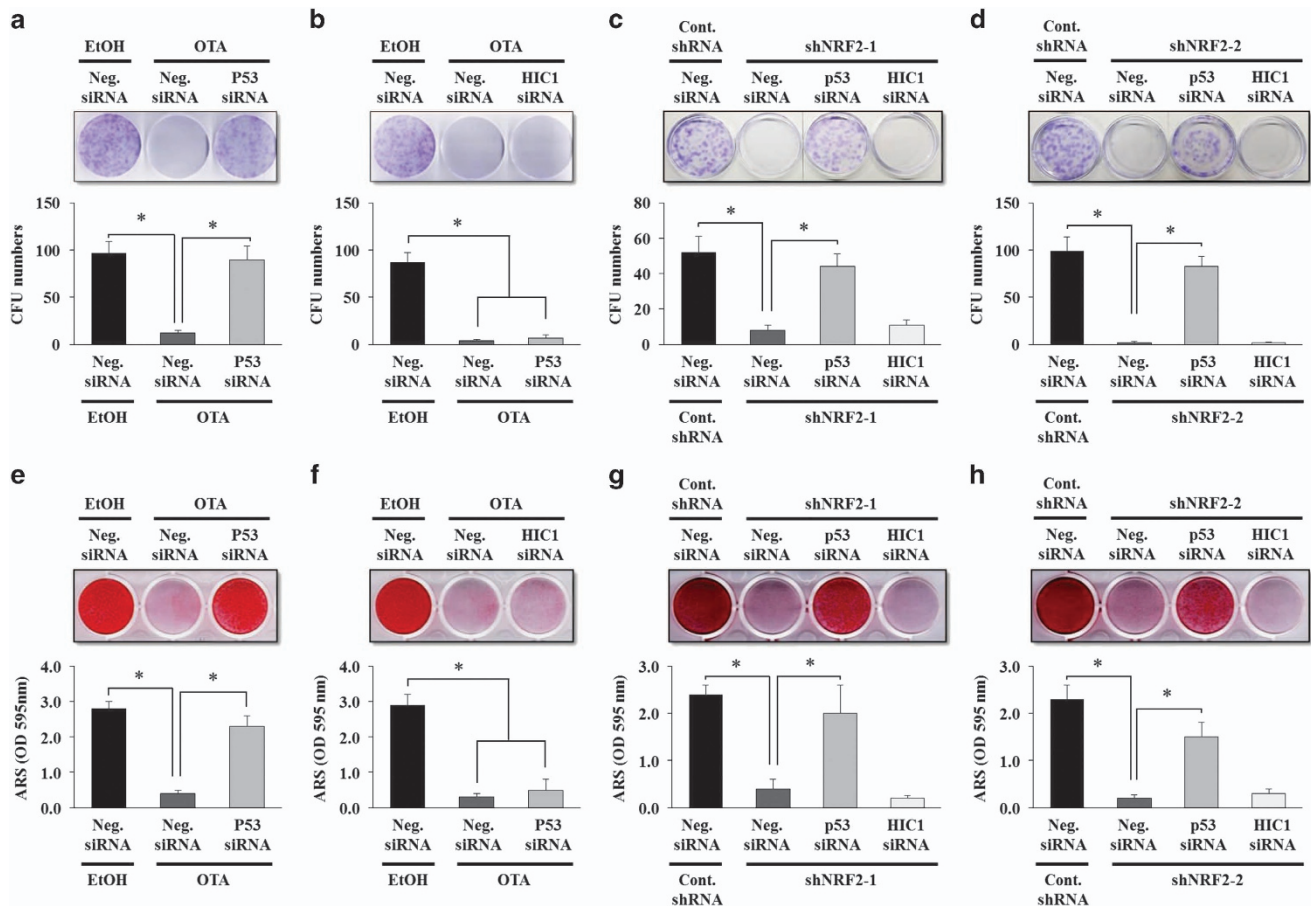 a
EtOH OTA
Neg. siRNA Neg. siRNA P53 siRNA
CFU numbers
150
100
50
0
Neg. siRNA Neg. siRNA P53 siRNA
EtOH OTA
*
*
b
EtOH OTA
Neg. siRNA Neg. siRNA HIC1 siRNA
CFU numbers
150
100
50
0
Neg. siRNA Neg. siRNA P53 siRNA
EtOH OTA
*
c
Cont. shRNA shNRF2-1
Neg. siRNA Neg. siRNA p53 siRNA HIC1 siRNA
CFU numbers
80
60
40
20
0
Neg. siRNA Neg. siRNA p53 siRNA HIC1 siRNA
Cont. shRNA shNRF2-1
*
*
d
Cont. shRNA shNRF2-2
Neg. siRNA Neg. siRNA p53 siRNA HIC1 siRNA
CFU numbers
150
100
50
0
Neg. siRNA Neg. siRNA p53 siRNA HIC1 siRNA
Cont. shRNA shNRF2-2
*
*
e
EtOH OTA
Neg. siRNA Neg. siRNA P53 siRNA
ARS (OD 595nm)
4.0
3.0
2.0
1.0
0.0
Neg. siRNA Neg. siRNA P53 siRNA
EtOH OTA
*
*
f
EtOH OTA
Neg. siRNA Neg. siRNA HIC1 siRNA
ARS (OD 595 nm)
4.0
3.0
2.0
1.0
0.0
Neg. siRNA Neg. siRNA P53 siRNA
EtOH OTA
*
g
Cont. shRNA shNRF2-1
Neg. siRNA Neg. siRNA p53 siRNA HIC1 siRNA
ARS (OD 595 nm)
3.0
2.0
1.0
0.0
Neg. siRNA Neg. siRNA p53 siRNA HIC1 siRNA
Cont. shRNA shNRF2-1
*
*
h
Cont. shRNA shNRF2-2
Neg. siRNA Neg. siRNA p53 siRNA HIC1 siRNA
ARS (OD 595 nm)
3.0
2.0
1.0
0.0
Neg. siRNA Neg. siRNA p53 siRNA HIC1 siRNA
Cont. shRNA shNRF2-2
*
*